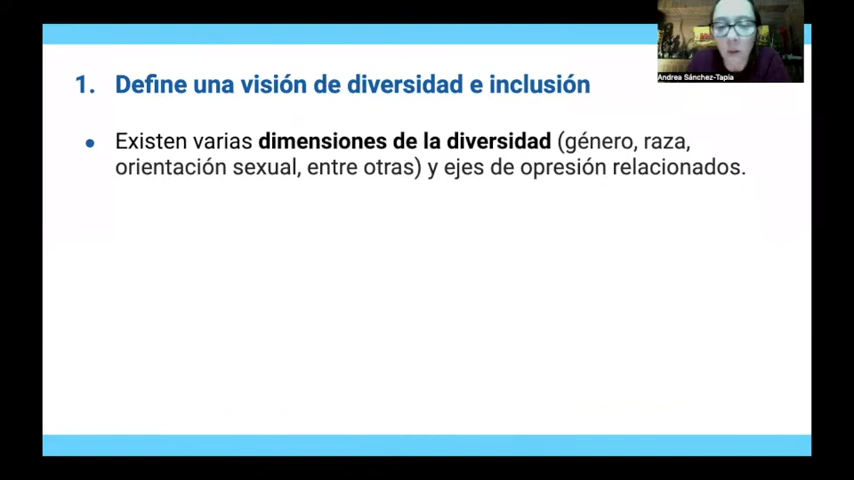 Andrea Sánchez-Tapia
1. Define una visión de diversidad e inclusión
● Existen varias dimensiones de la diversidad (género, raza,
orientación sexual, entre otras) y ejes de opresión relacionados.